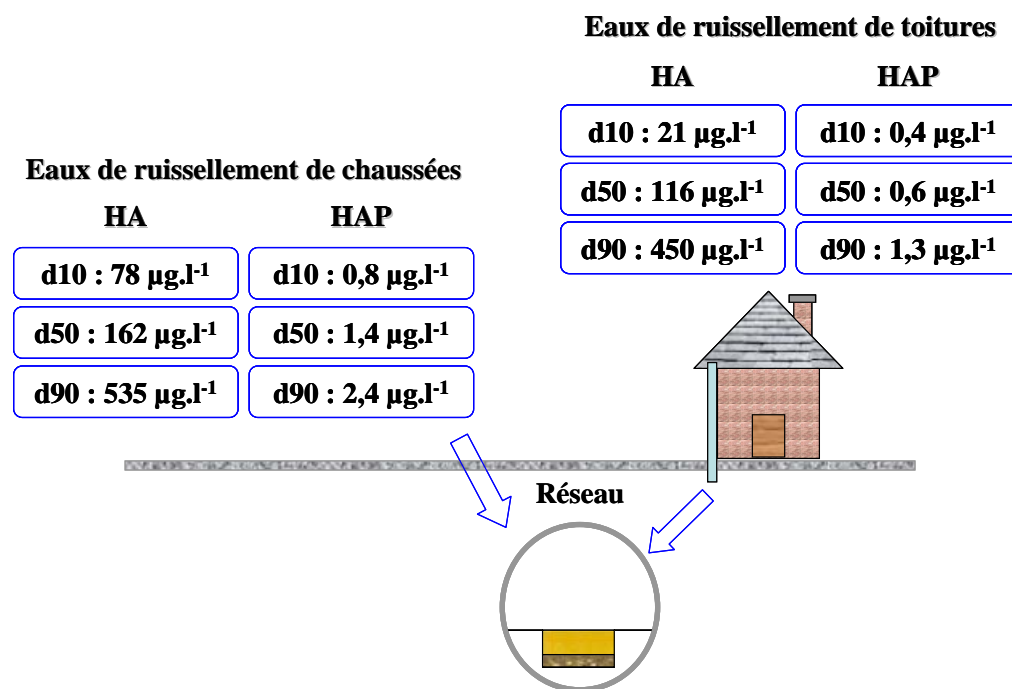 Eaux de ruissellement de toitures
HA HAP
d10 : 21 µg.l⁻¹ d10 : 0,4 µg.l⁻¹
d50 : 116 µg.l⁻¹ d50 : 0,6 µg.l⁻¹
d90 : 450 µg.l⁻¹ d90 : 1,3 µg.l⁻¹
Eaux de ruissellement de chaussées
HA HAP
d10 : 78 µg.l⁻¹ d10 : 0,8 µg.l⁻¹
d50 : 162 µg.l⁻¹ d50 : 1,4 µg.l⁻¹
d90 : 535 µg.l⁻¹ d90 : 2,4 µg.l⁻¹
Réseau